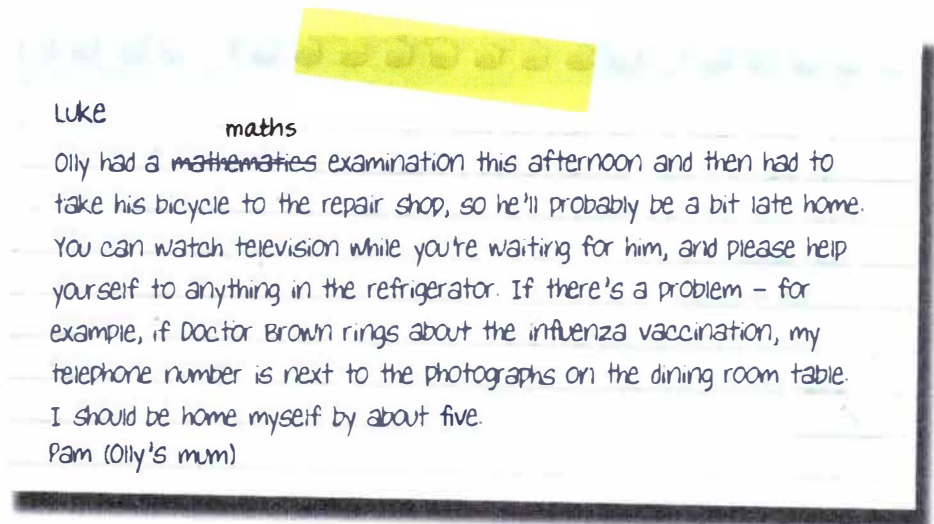 Luke
maths
Olly had a mathematics examination this afternoon and then had to
take his bicycle to the repair shop, so he'll probably be a bit late home.
You can watch television while you're waiting for him, and please help
yourself to anything in the refrigerator. If there's a problem – for
example, if Doctor Brown rings about the influenza vaccination, my
telephone number is next to the photographs on the dining room table.
I should be home myself by about five.
Pam (Olly's mum)